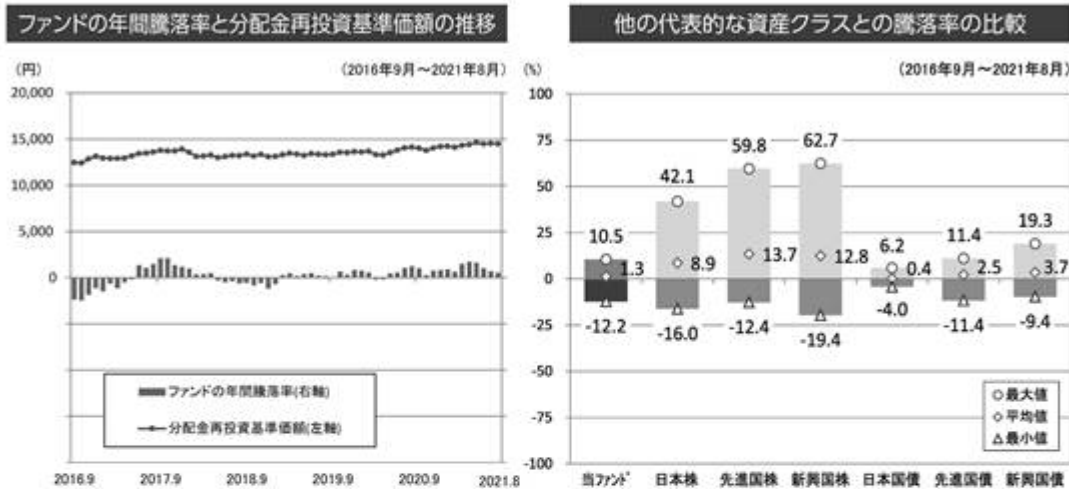 ファンドの年間騰落率と分配金再投資基準価額の推移
(円)
(2016年9月～2021年8月)
20,000
15,000
10,000
5,000
0
ファンドの年間騰落率(右軸)
分配金再投資基準価額(左軸)
2016.9 2017.9 2018.9 2019.9 2020.9 2021.8
他の代表的な資産クラスとの騰落率の比較
(%)
(2016年9月～2021年8月)
100
75
50
25
0
-25
-50
-75
-100
10.5 42.1 59.8 62.7 6.2 11.4 19.3
1.3 8.9 13.7 12.8 0.4 2.5 3.7
-12.2 -16.0 -12.4 -19.4 -4.0 -11.4 -9.4
○最大値
◇平均値
△最小値
当ファンド 日本株 先進国株 新興国株 日本国債 先進国債 新興国債